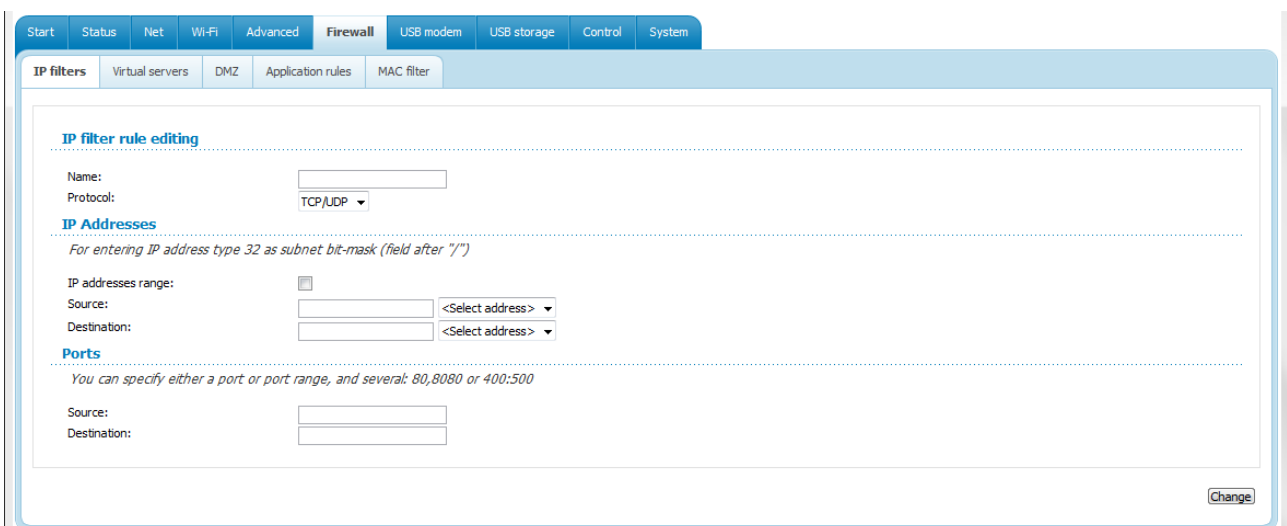 Start Status Net Wi-Fi Advanced Firewall USB modem USB storage Control System
IP filters Virtual servers DMZ Application rules MAC filter
IP filter rule editing
Name:
Protocol: TCP/UDP
IP Addresses
For entering IP address type 32 as subnet bit-mask (field after "/")
IP addresses range:
Source: <Select address>
Destination: <Select address>
Ports
You can specify either a port or port range, and several: 80,8080 or 400:500
Source:
Destination:
Change